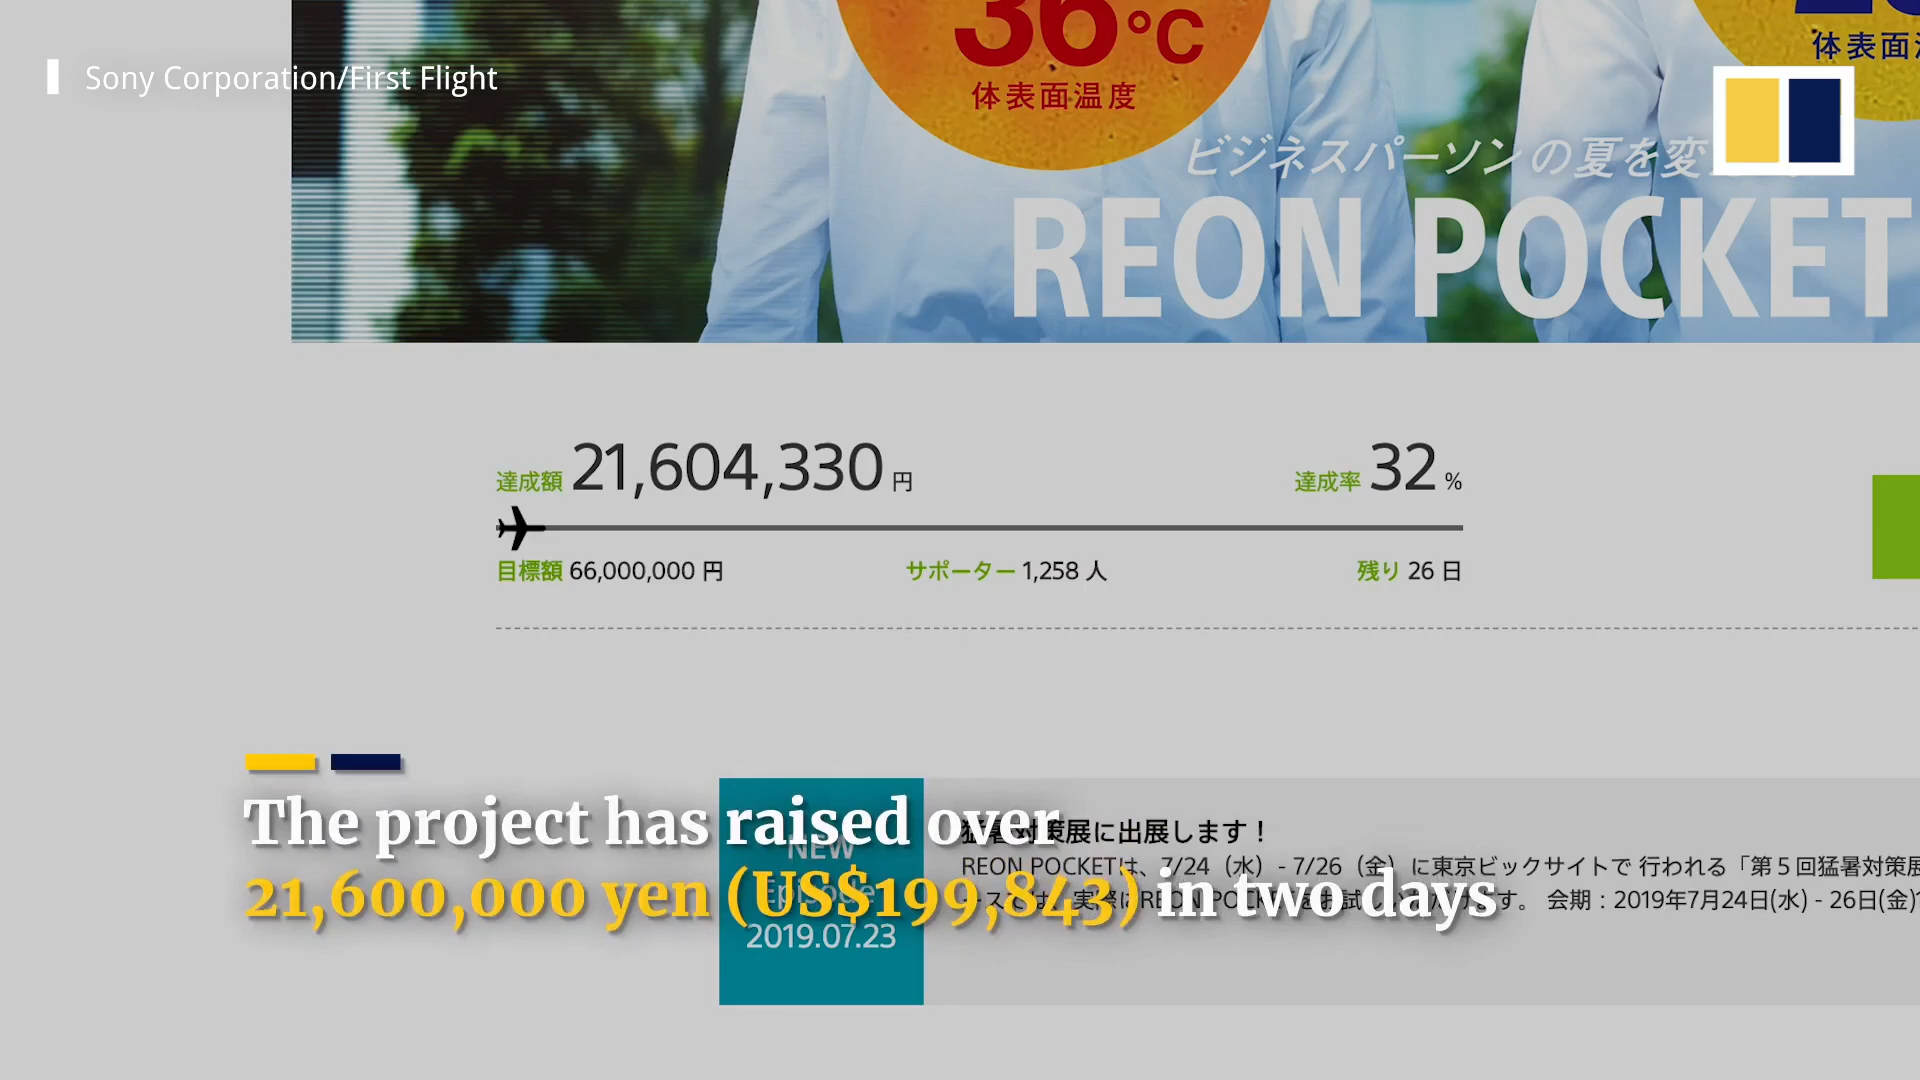 Sony Corporation/First Flight
36°C
体表面温度
体表面
ビジネスパーソンの夏を変
REON POCKET
達成額 21,604,330 円
達成率 32 %
目標額 66,000,000 円
サポーター 1,258 人
残り 26 日
The project has raised over
21,600,000 yen (US$199,843) in two days
NEW
Episode
2019.07.23
猛暑対策展に出展します！
REON POCKETは、7/24（水）- 7/26（金）に東京ビックサイトで 行われる「第５回猛暑対策展
会期：2019年7月24日(水) - 26日(金)